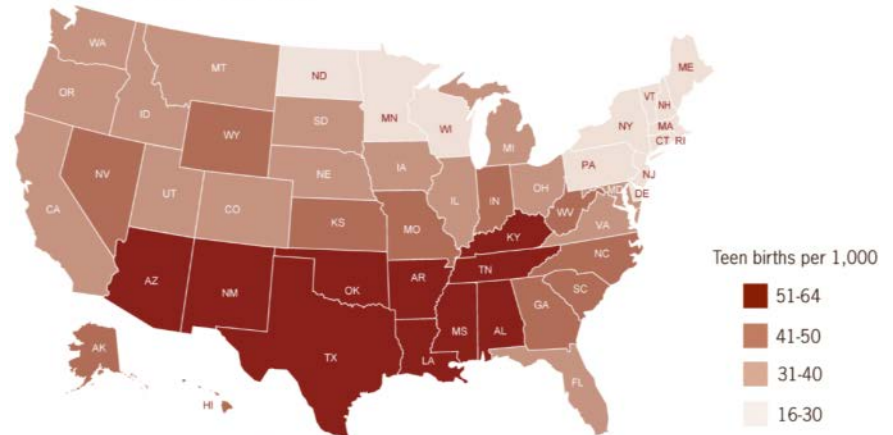 WA
MT
ND
ME
OR
ID
MN
VT
NH
SD
WI
NY
MA
WY
MI
CT RI
IA
PA
NE
NJ
NV
OH
MD
DE
UT
IL
IN
CA
CO
WV
VA
KS
MO
KY
NC
TN
AZ
NM
OK
AR
SC
MS
AL
GA
TX
LA
AK
FL
HI
Teen births per 1,000
51-64
41-50
31-40
16-30